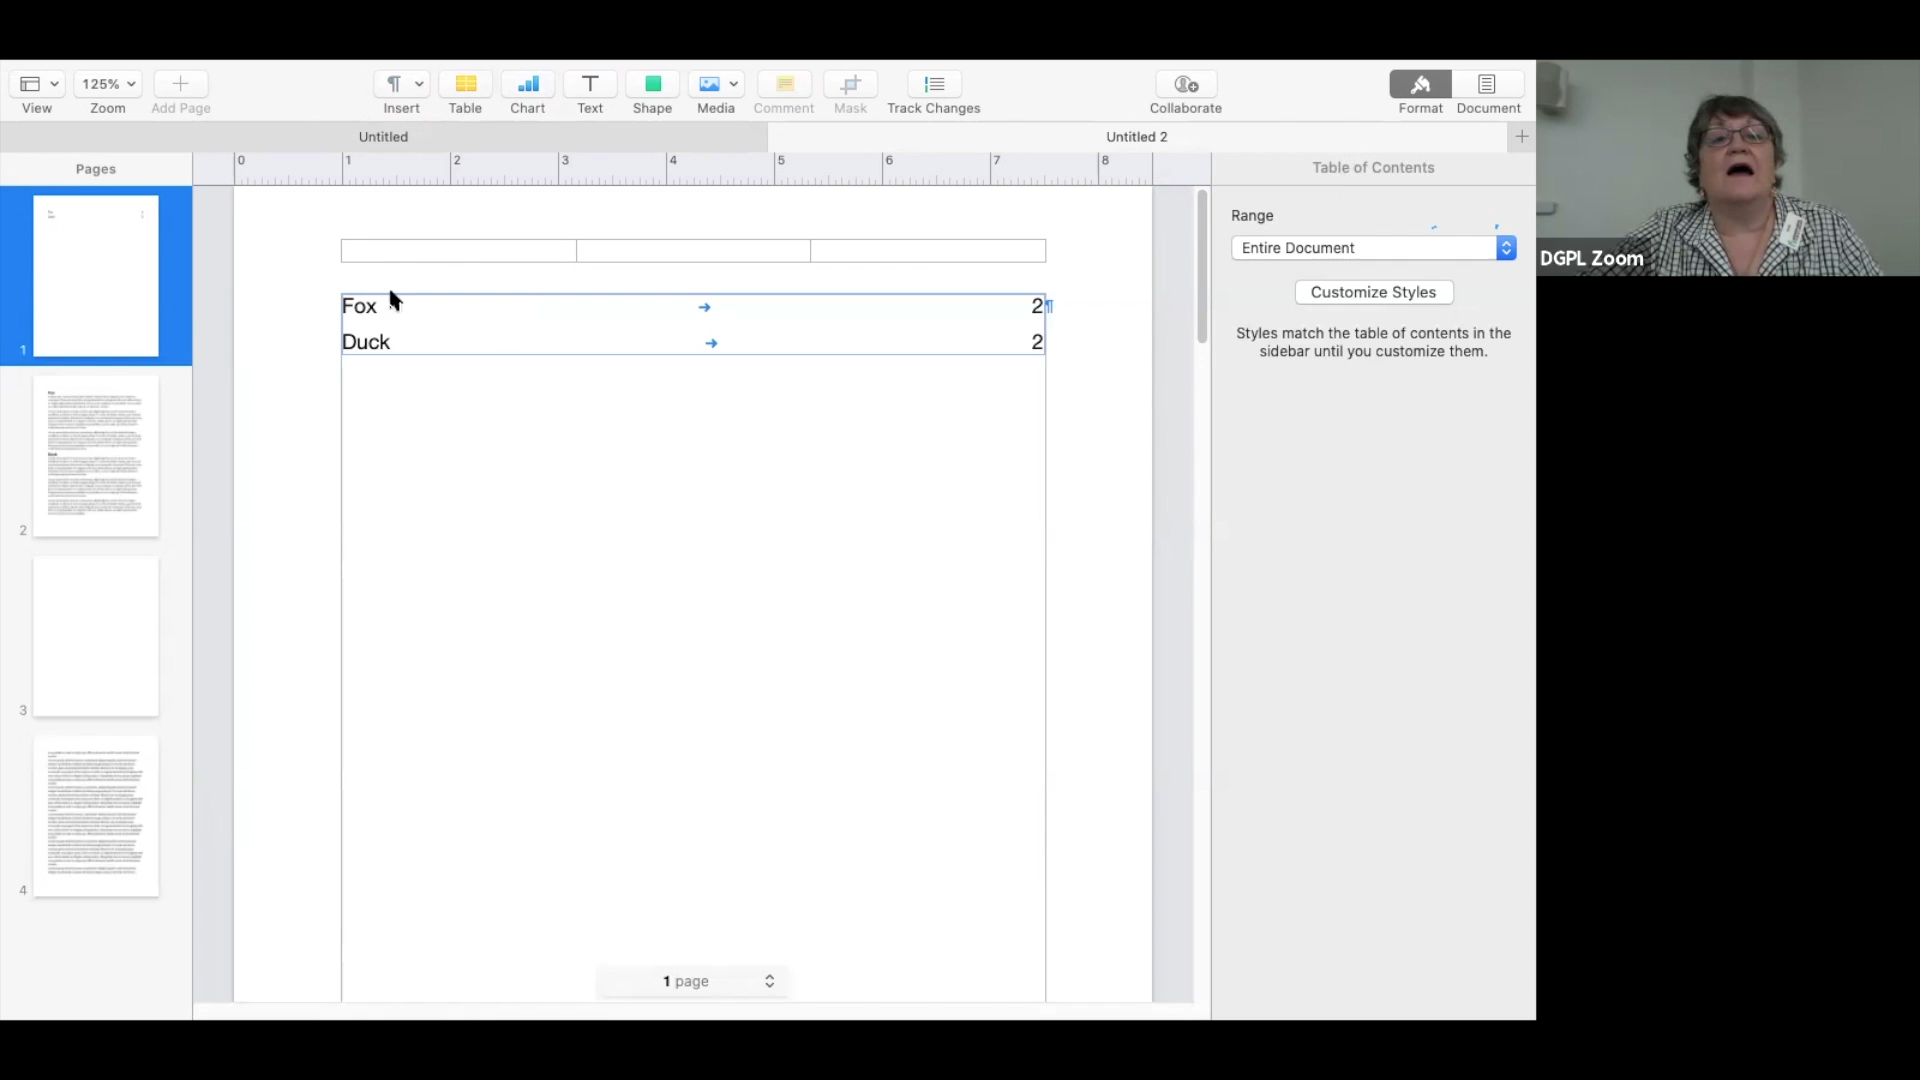 125%
View
Zoom
Add Page
Insert
Table
Chart
Text
Shape
Media
Comment
Mask
Track Changes
Collaborate
Format
Document
Untitled
Untitled 2
Pages
0 1 2 3 4 5 6 7 8
Table of Contents
Range
Entire Document
Customize Styles
Styles match the table of contents in the
sidebar until you customize them.
Fox → 2¶
Duck → 2
1
2
3
4
1 page
DGPL Zoom